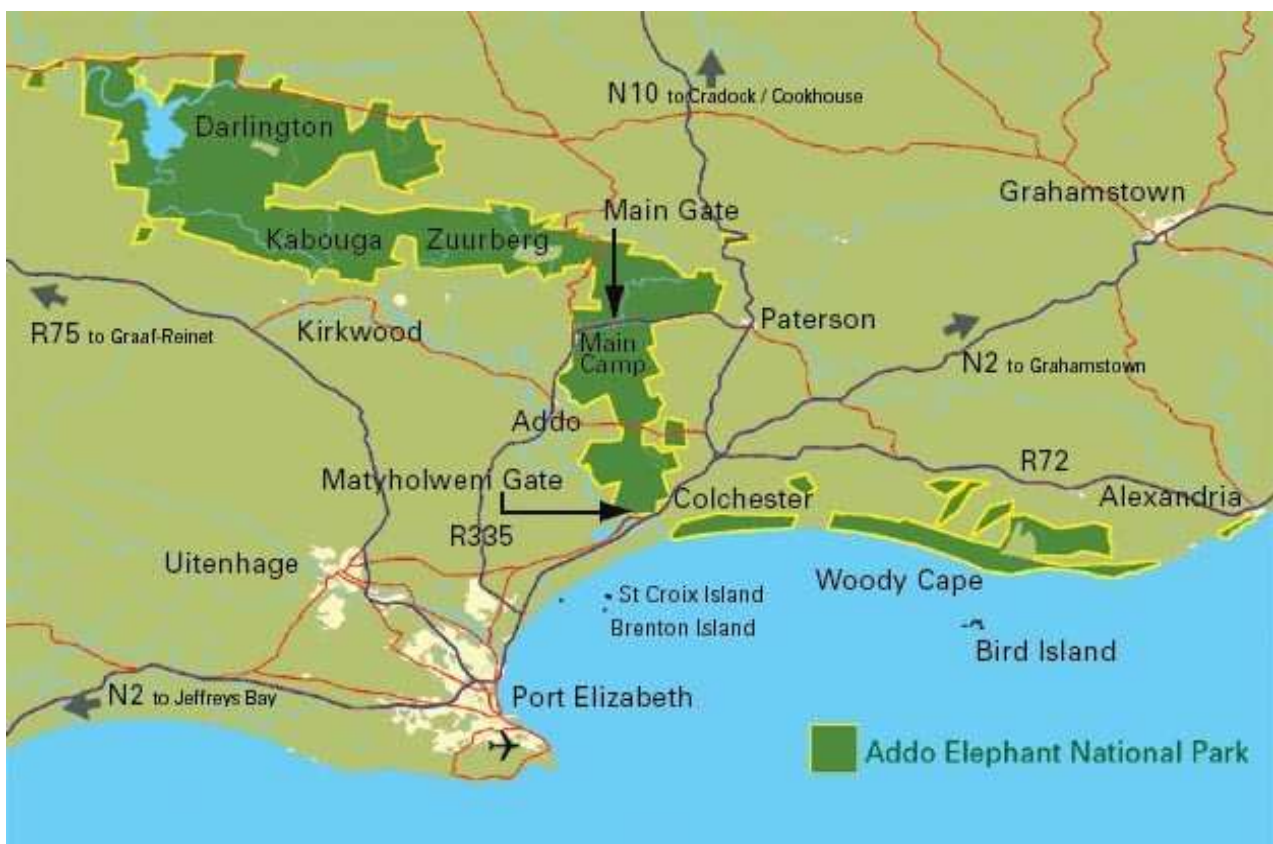 N10 to Cradock / Cookhouse
Darlington
Grahamstown
Main Gate
Kabouga
Zuurberg
R75 to Graaf-Reinet
Kirkwood
Main
Camp
Paterson
N2 to Grahamstown
Addo
R72
Matyholweni Gate
Colchester
Alexandria
R335
Uitenhage
Woody Cape
St Croix Island
Brenton Island
Bird Island
N2 to Jeffreys Bay
Port Elizabeth
Addo Elephant National Park